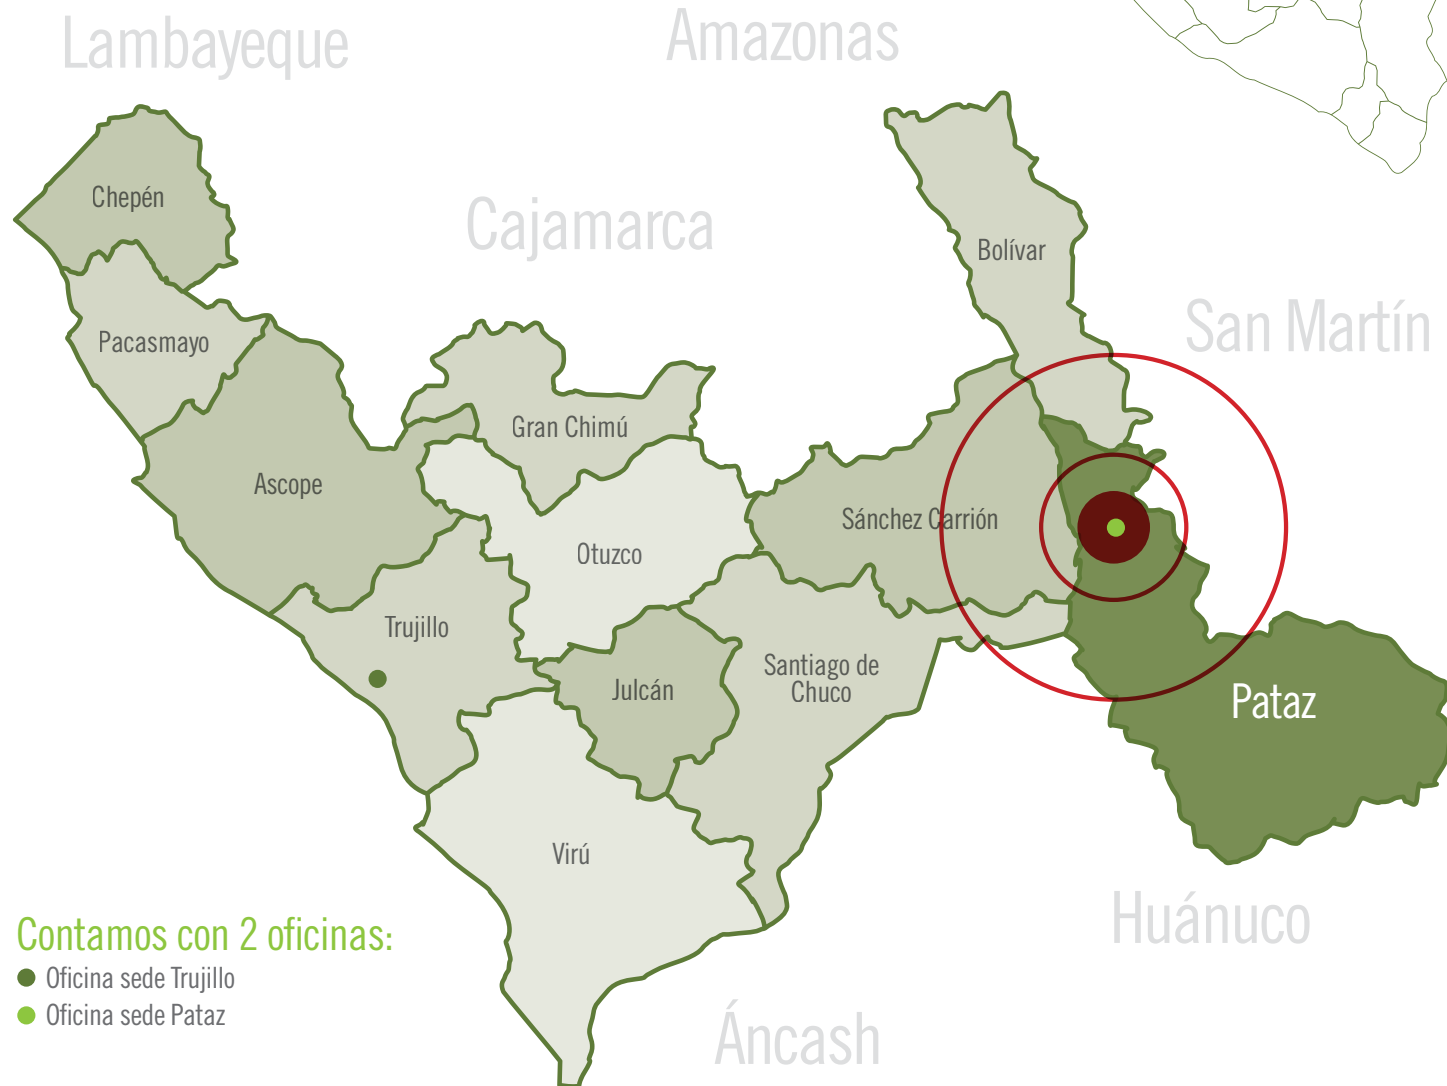 Lambayeque
Amazonas
Chepén
Cajamarca
Bolívar
San Martín
Pacasmayo
Gran Chimú
Ascope
Sánchez Carrión
Otuzco
Trujillo
Santiago de
Chuco
Julcán
Pataz
Virú
Huánuco
Contamos con 2 oficinas:
Oficina sede Trujillo
Oficina sede Pataz
Áncash